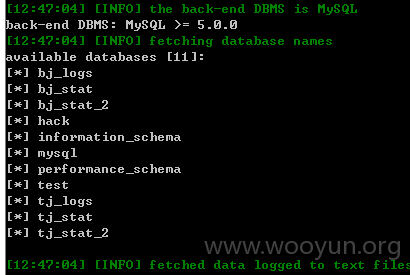 [12:47:04] [INFO] the back-end DBMS is MySQL
back-end DBMS: MySQL >= 5.0.0
[12:47:04] [INFO] fetching database names
available databases [11]:
[*] bj_logs
[*] bj_stat
[*] bj_stat_2
[*] hack
[*] information_schema
[*] mysql
[*] performance_schema
[*] test
[*] tj_logs
[*] tj_stat
[*] tj_stat_2
www.wooyun.org
[12:47:04] [INFO] fetched data logged to text files